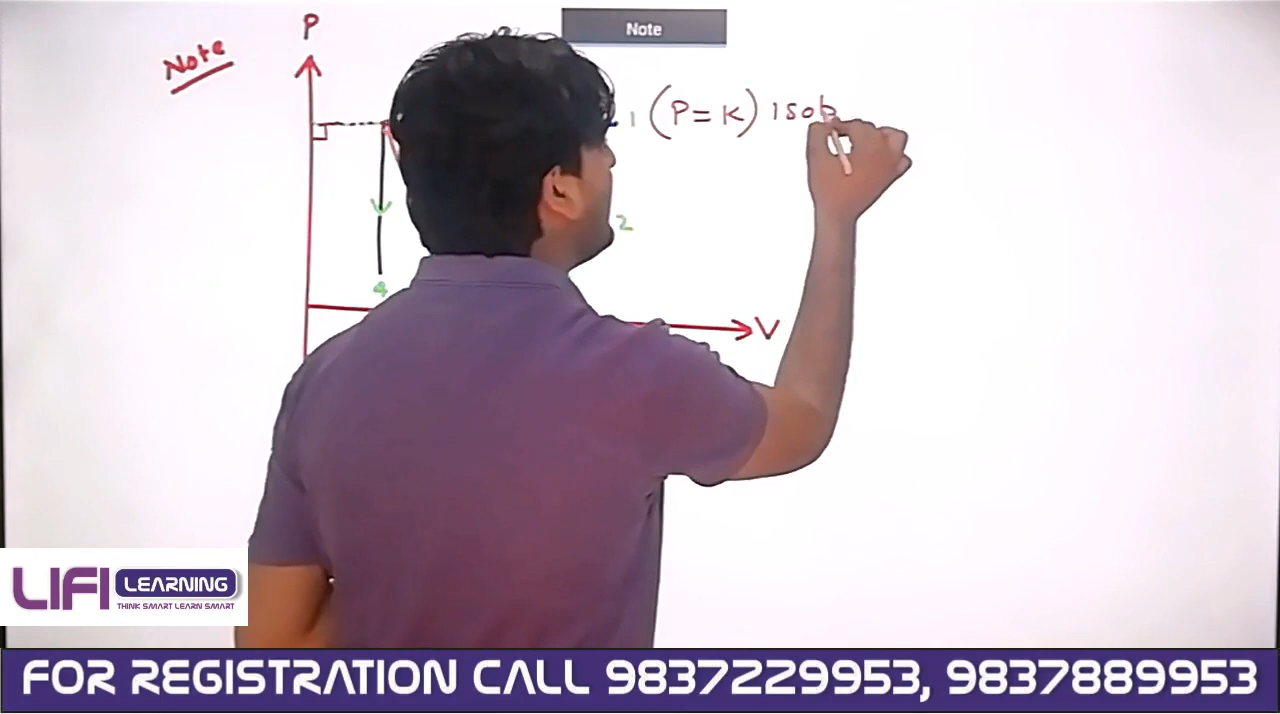 Note
P
Note
1 (P = K) Isob
2
4
V
LIFI LEARNING
THINK SMART LEARN SMART
FOR REGISTRATION CALL 9837229953, 9837889953